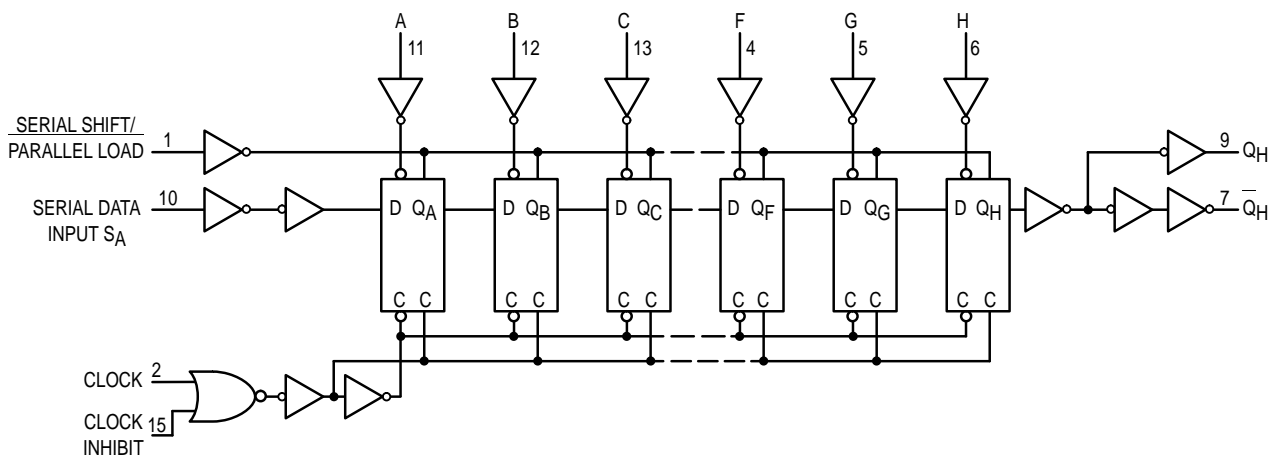 A B C F G H
11 12 13 4 5 6
SERIAL SHIFT/
PARALLEL LOAD 1
9 QH
SERIAL DATA
INPUT SA 10
D QA D QB D QC D QF D QG D QH
7 QH
C C C C C C C C C C C C
CLOCK 2
CLOCK
INHIBIT 15